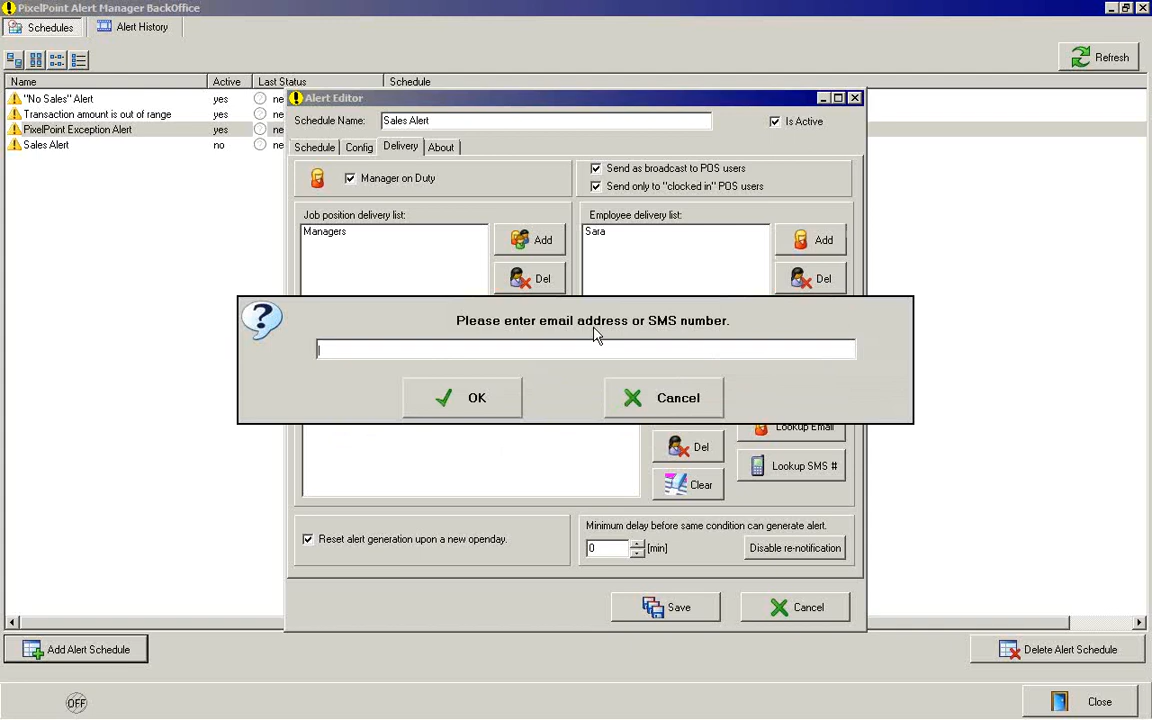 PixelPoint Alert Manager BackOffice
Schedules
Alert History
Refresh
Name
Active
Last Status
Schedule
"No Sales" Alert
yes
ne
Transaction amount is out of range
yes
ne
PixelPoint Exception Alert
yes
ne
Sales Alert
no
ne
Alert Editor
Schedule Name:
Sales Alert
Is Active
Schedule
Config
Delivery
About
Manager on Duty
Send as broadcast to POS users
Send only to "clocked in" POS users
Job position delivery list:
Managers
Add
Del
Employee delivery list:
Sara
Add
Del
Please enter email address or SMS number.
OK
Cancel
Lookup Email
Del
Lookup SMS #
Clear
Reset alert generation upon a new openday.
Minimum delay before same condition can generate alert.
0
[min]
Disable re-notification
Save
Cancel
Add Alert Schedule
Delete Alert Schedule
OFF
Close